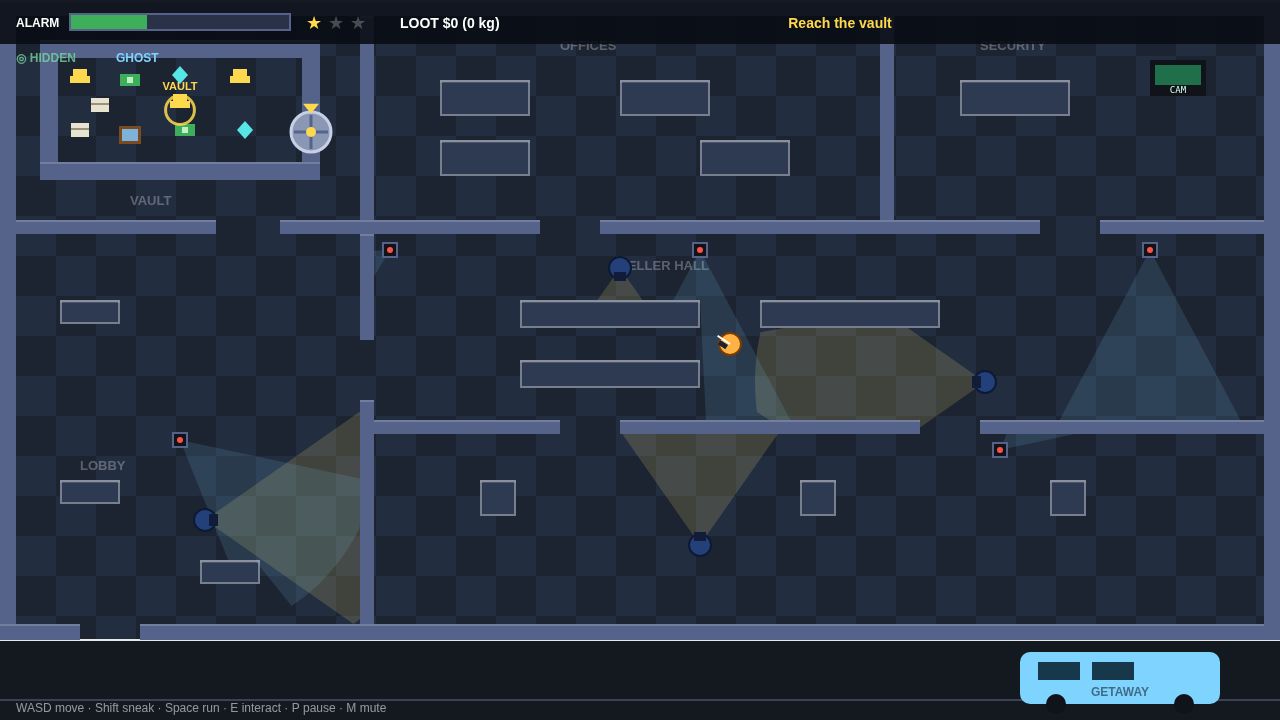 ALARM
LOOT $0 (0 kg)
Reach the vault
OFFICES
SECURITY
◎ HIDDEN
GHOST
VAULT
CAM
VAULT
ELLER HALL
LOBBY
GETAWAY
WASD move · Shift sneak · Space run · E interact · P pause · M mute